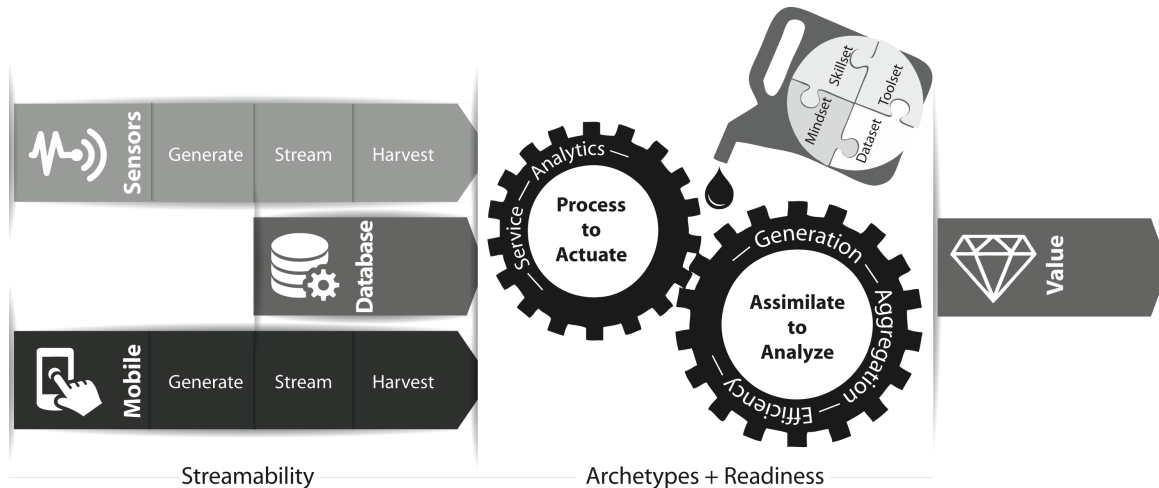 Sensors
Generate
Stream
Harvest
Database
Mobile
Generate
Stream
Harvest
Streamability
Service — Analytics —
Process
to
Actuate
Mindset
Skillset
Toolset
Dataset
— Generation — Aggregation — Efficiency —
Assimilate
to
Analyze
Archetypes + Readiness
Value